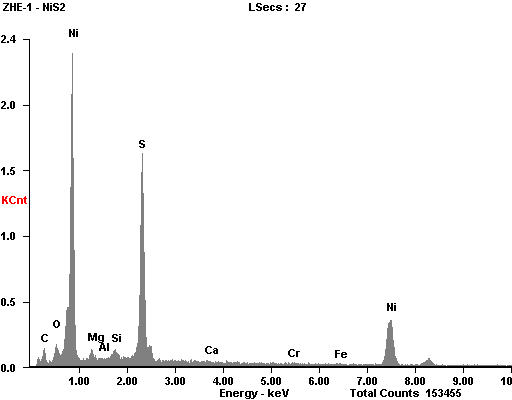 ZHE-1 - NiS2 LSecs : 27
Ni
2.4
2.0
S
1.5
KCnt
1.0
0.5
Ni
O
C Mg Al Si Ca Cr Fe
0.0
1.00 2.00 3.00 4.00 5.00 6.00 7.00 8.00 9.00 10
Energy - keV Total Counts 153455